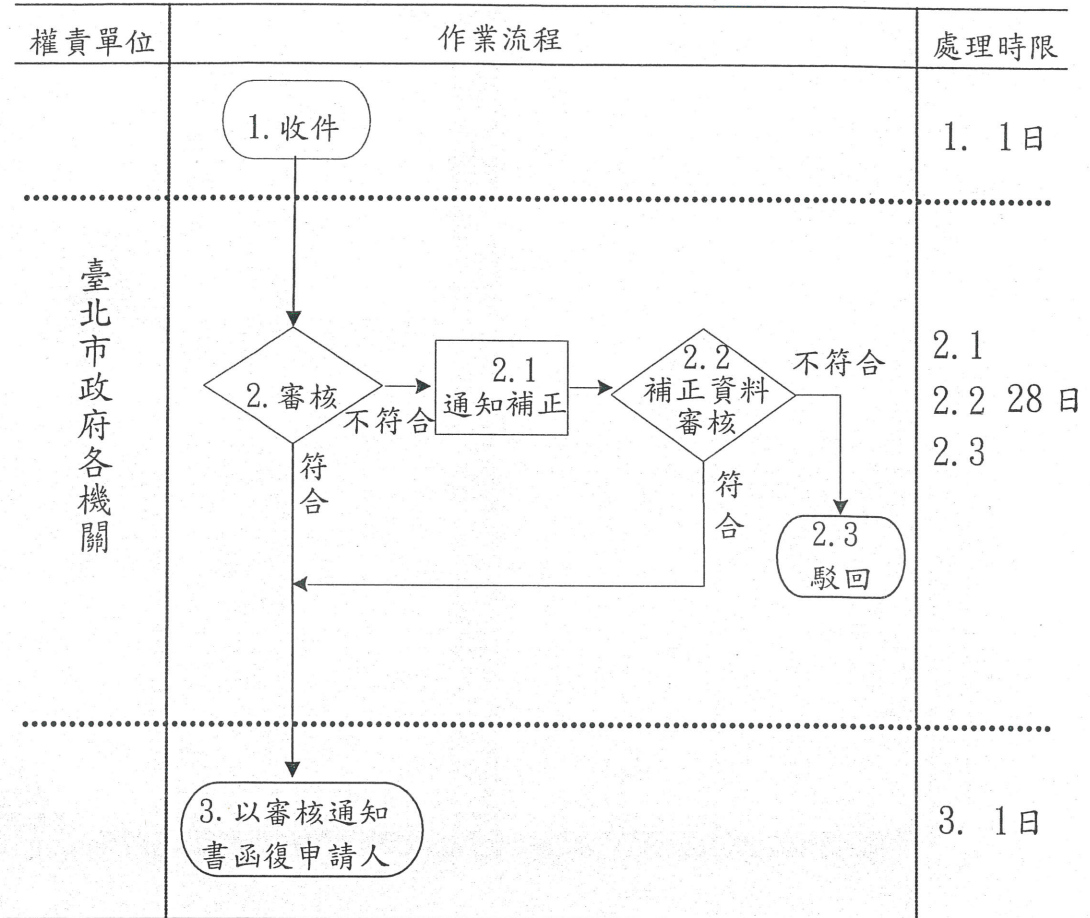 權責單位
作業流程
處理時限
1. 收件
1. 1日
臺北市政府各機關
2. 審核
不符合
2.1
通知補正
2.2
補正資料
審核
不符合
符合
符合
2.3
駁回
2.1
2.2 28日
2.3
3. 以審核通知
書函復申請人
3. 1日